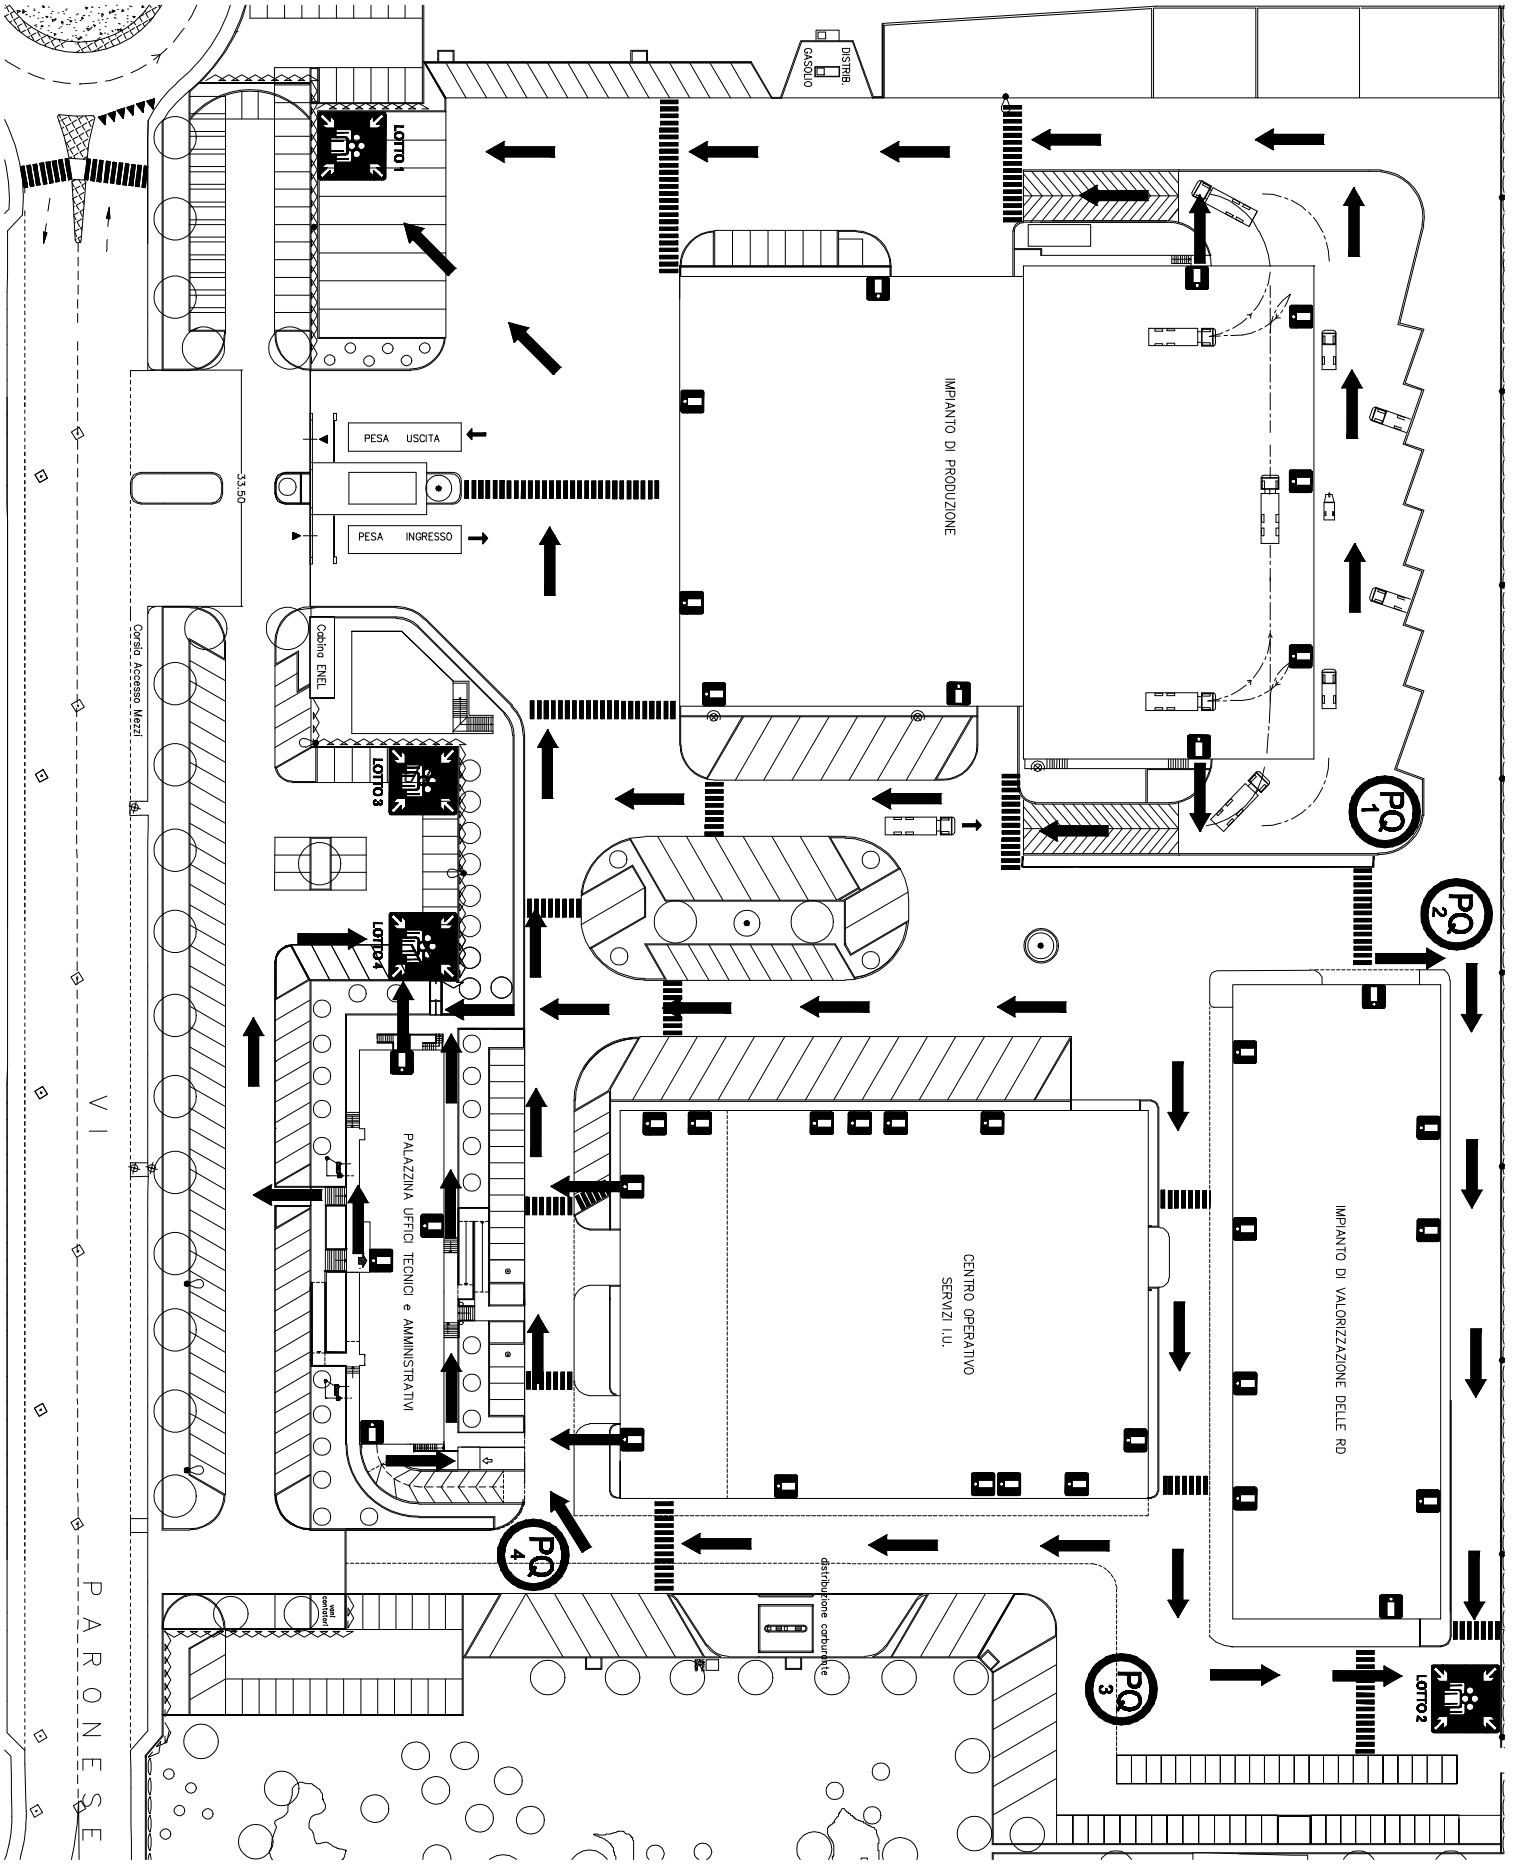 DISTRIB.
GASOLIO
LOTTO 1
PESA USCITA
IMPIANTO DI PRODUZIONE
33.50
PESA INGRESSO
Cabina ENEL
Corsia Accesso Mezzi
LOTTO 3
PQ
1
PQ
2
LOTTO 4
VI
PALAZZINA UFFICI TECNICI e AMMINISTRATIVI
CENTRO OPERATIVO
SERVIZI I.U.
IMPIANTO DI VALORIZZAZIONE DELLE RD
PQ
4
distribuzione carburante
vani
contatori
PARONESE
PQ
3
LOTTO 2